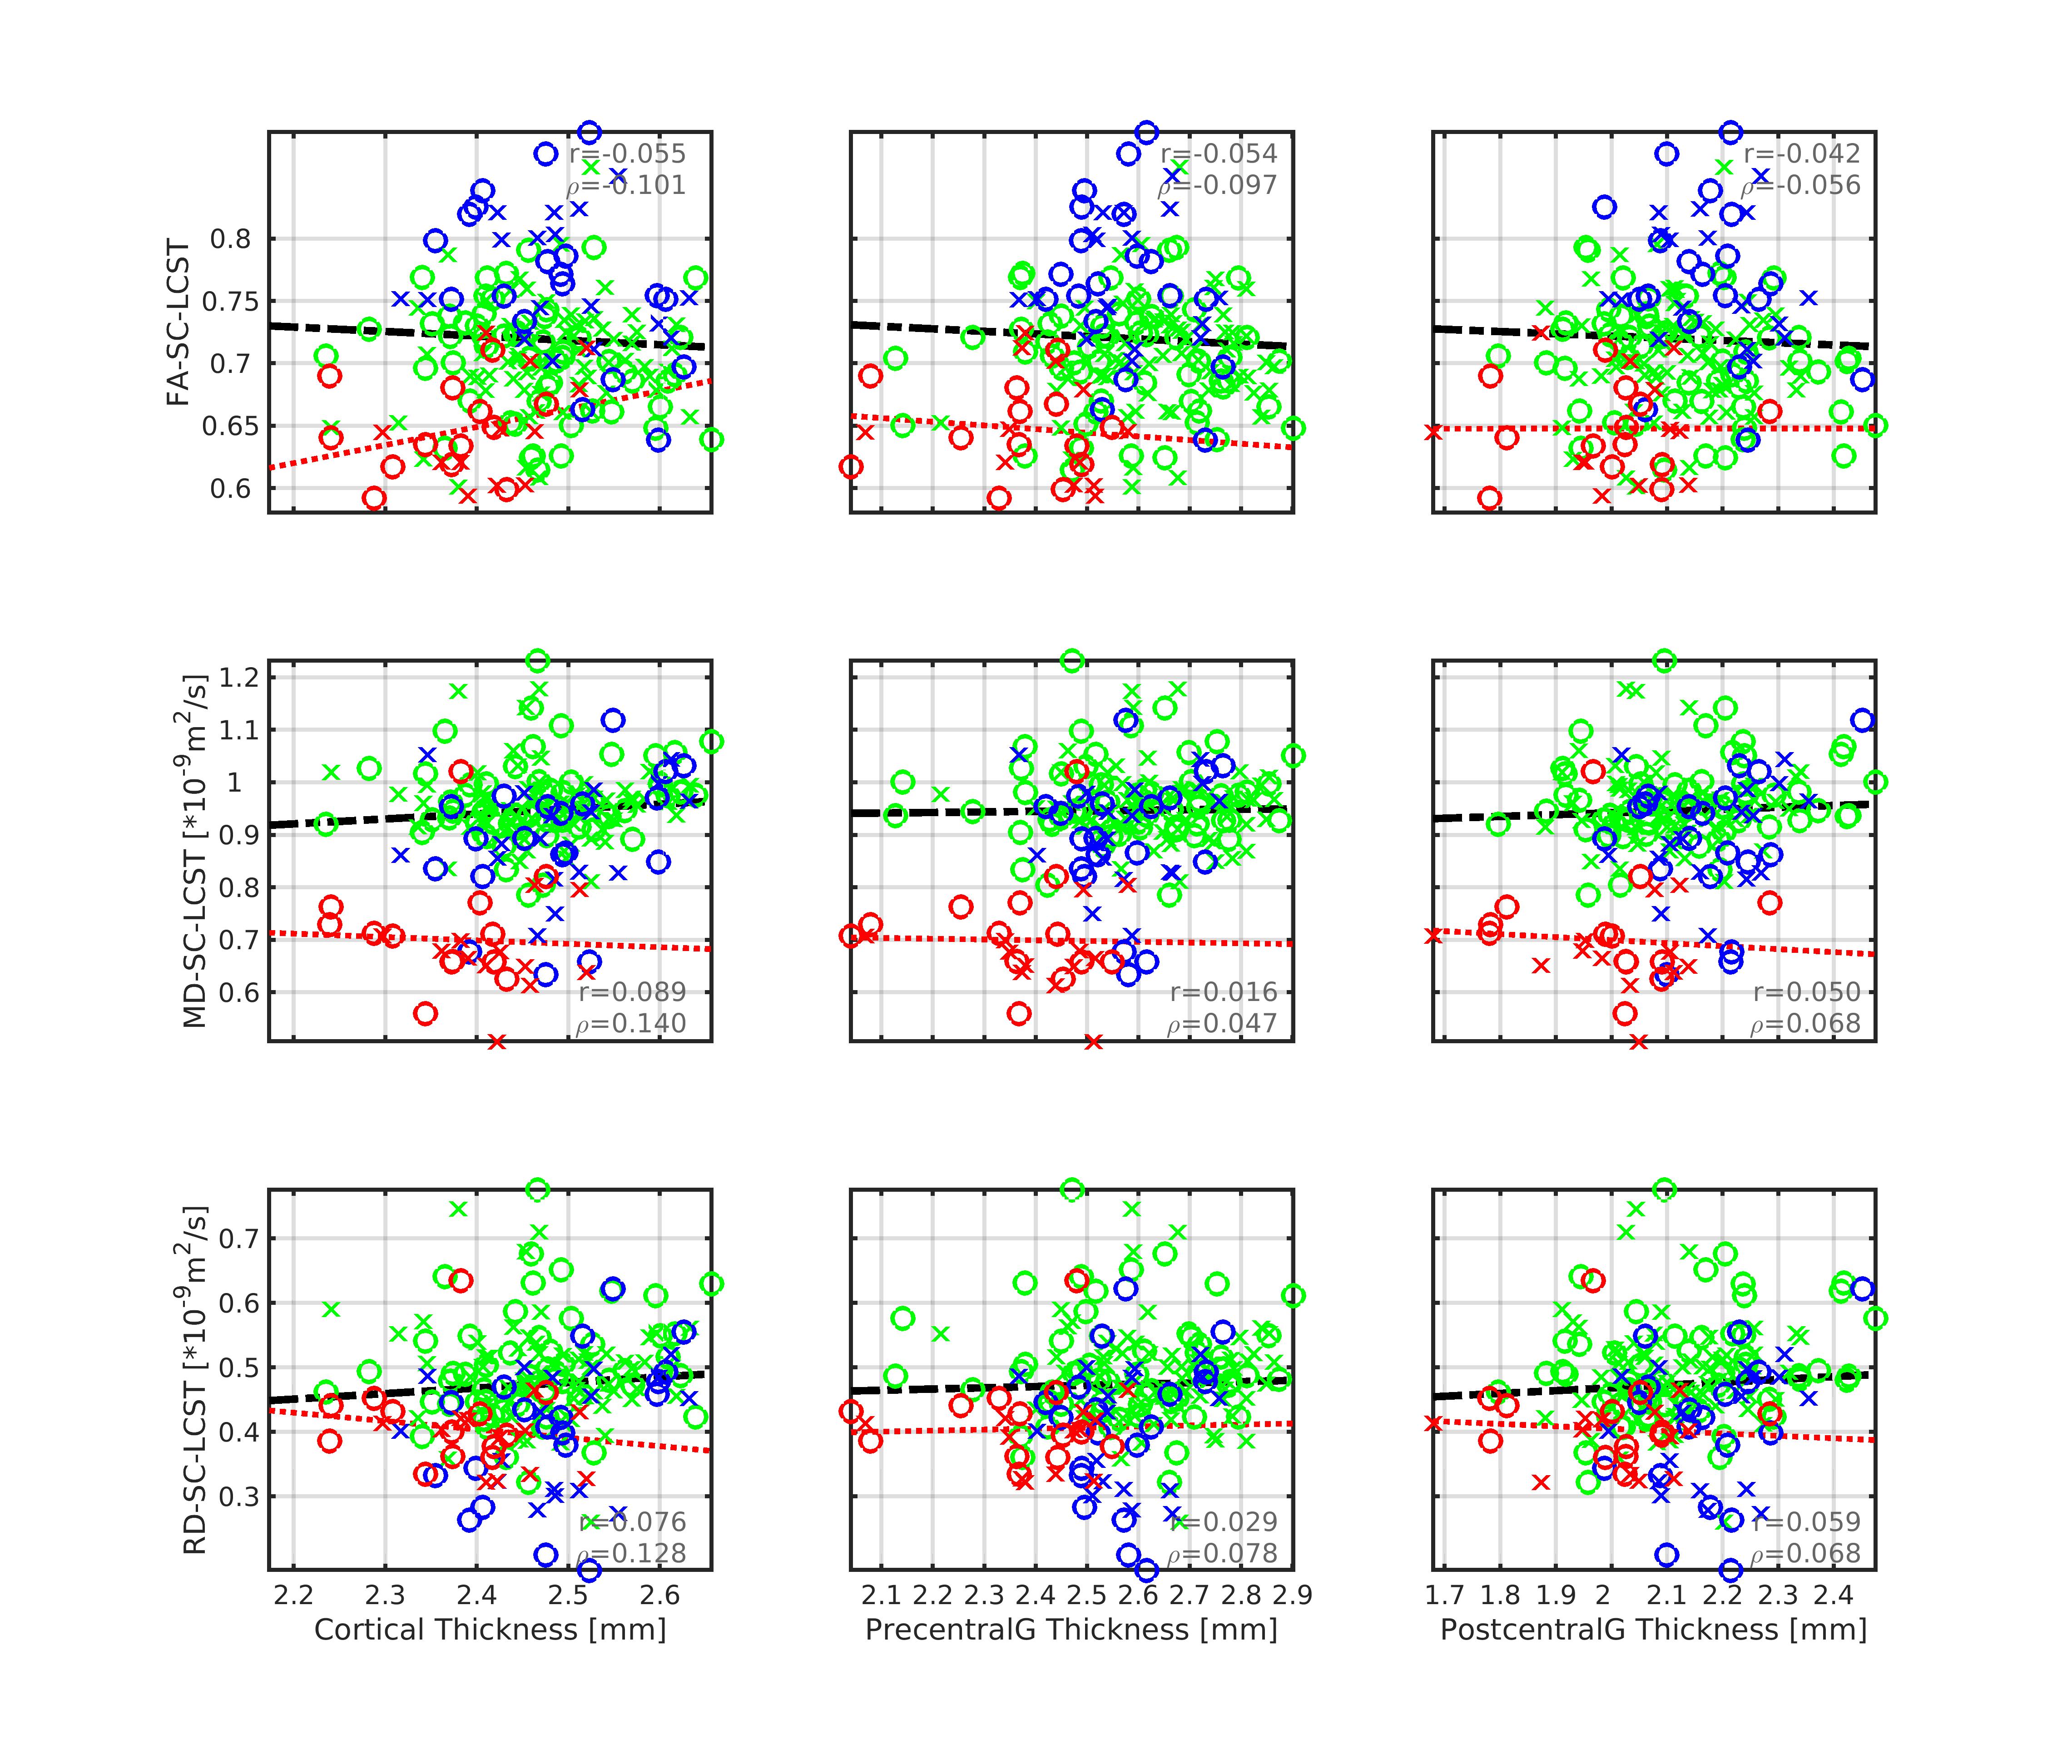 r=-0.055
ρ=-0.101
0.8
0.75
0.7
0.65
0.6
FA-SC-LCST
r=-0.054
ρ=-0.097
r=-0.042
ρ=-0.056
1.2
1.1
1
0.9
0.8
0.7
0.6
MD-SC-LCST [*10⁻⁹m²/s]
r=0.089
ρ=0.140
r=0.016
ρ=0.047
r=0.050
ρ=0.068
0.7
0.6
0.5
0.4
0.3
RD-SC-LCST [*10⁻⁹m²/s]
r=0.076
ρ=0.128
r=0.029
ρ=0.078
r=0.059
ρ=0.068
2.2 2.3 2.4 2.5 2.6
Cortical Thickness [mm]
2.1 2.2 2.3 2.4 2.5 2.6 2.7 2.8 2.9
PrecentralG Thickness [mm]
1.7 1.8 1.9 2 2.1 2.2 2.3 2.4
PostcentralG Thickness [mm]